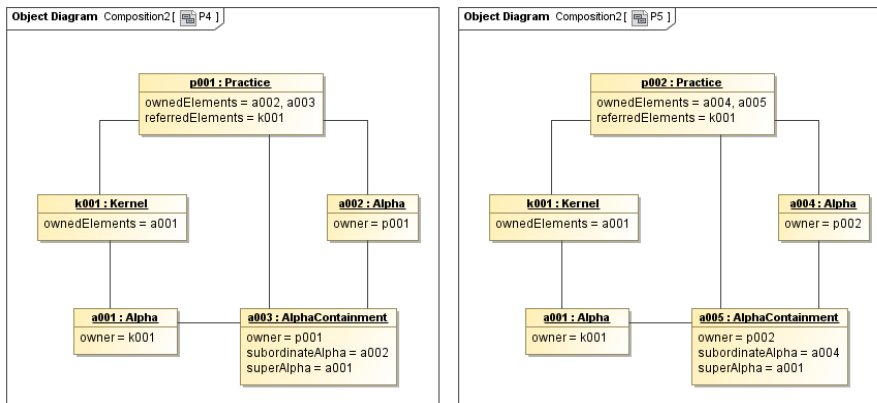 Object Diagram Composition2 [ P4 ]
p001 : Practice
ownedElements = a002, a003
referredElements = k001
k001 : Kernel
ownedElements = a001
a002 : Alpha
owner = p001
a001 : Alpha
owner = k001
a003 : AlphaContainment
owner = p001
subordinateAlpha = a002
superAlpha = a001
Object Diagram Composition2 [ P5 ]
p002 : Practice
ownedElements = a004, a005
referredElements = k001
k001 : Kernel
ownedElements = a001
a004 : Alpha
owner = p002
a001 : Alpha
owner = k001
a005 : AlphaContainment
owner = p002
subordinateAlpha = a004
superAlpha = a001